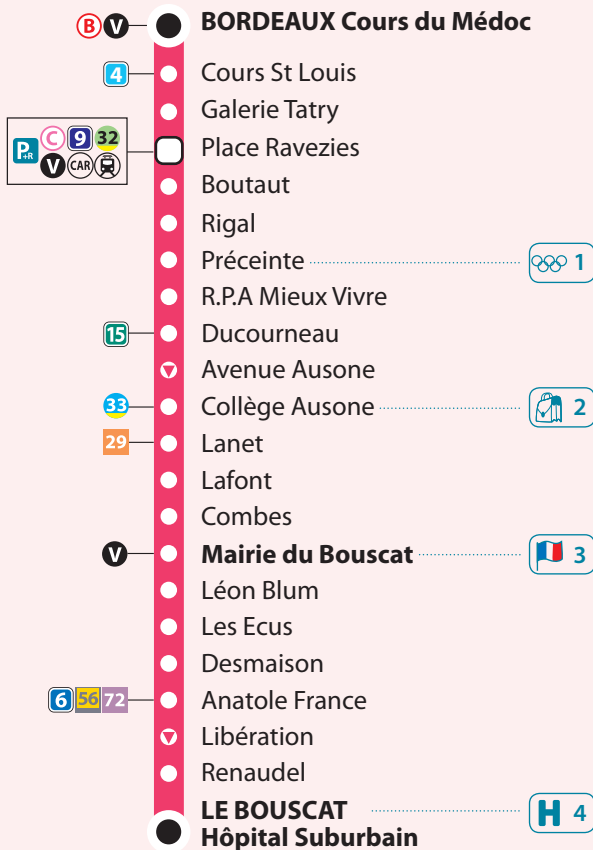 B V BORDEAUX Cours du Médoc
4 Cours St Louis
Galerie Tatry
P+R C 9 32
V CAR
Place Ravezies
Boutaut
Rigal
Préceinte 1
R.P.A Mieux Vivre
15 Ducourneau
Avenue Ausone
33 Collège Ausone 2
29 Lanet
Lafont
Combes
V Mairie du Bouscat 3
Léon Blum
Les Ecus
Desmaison
6 56 72 Anatole France
Libération
Renaudel
LE BOUSCAT H 4
Hôpital Suburbain